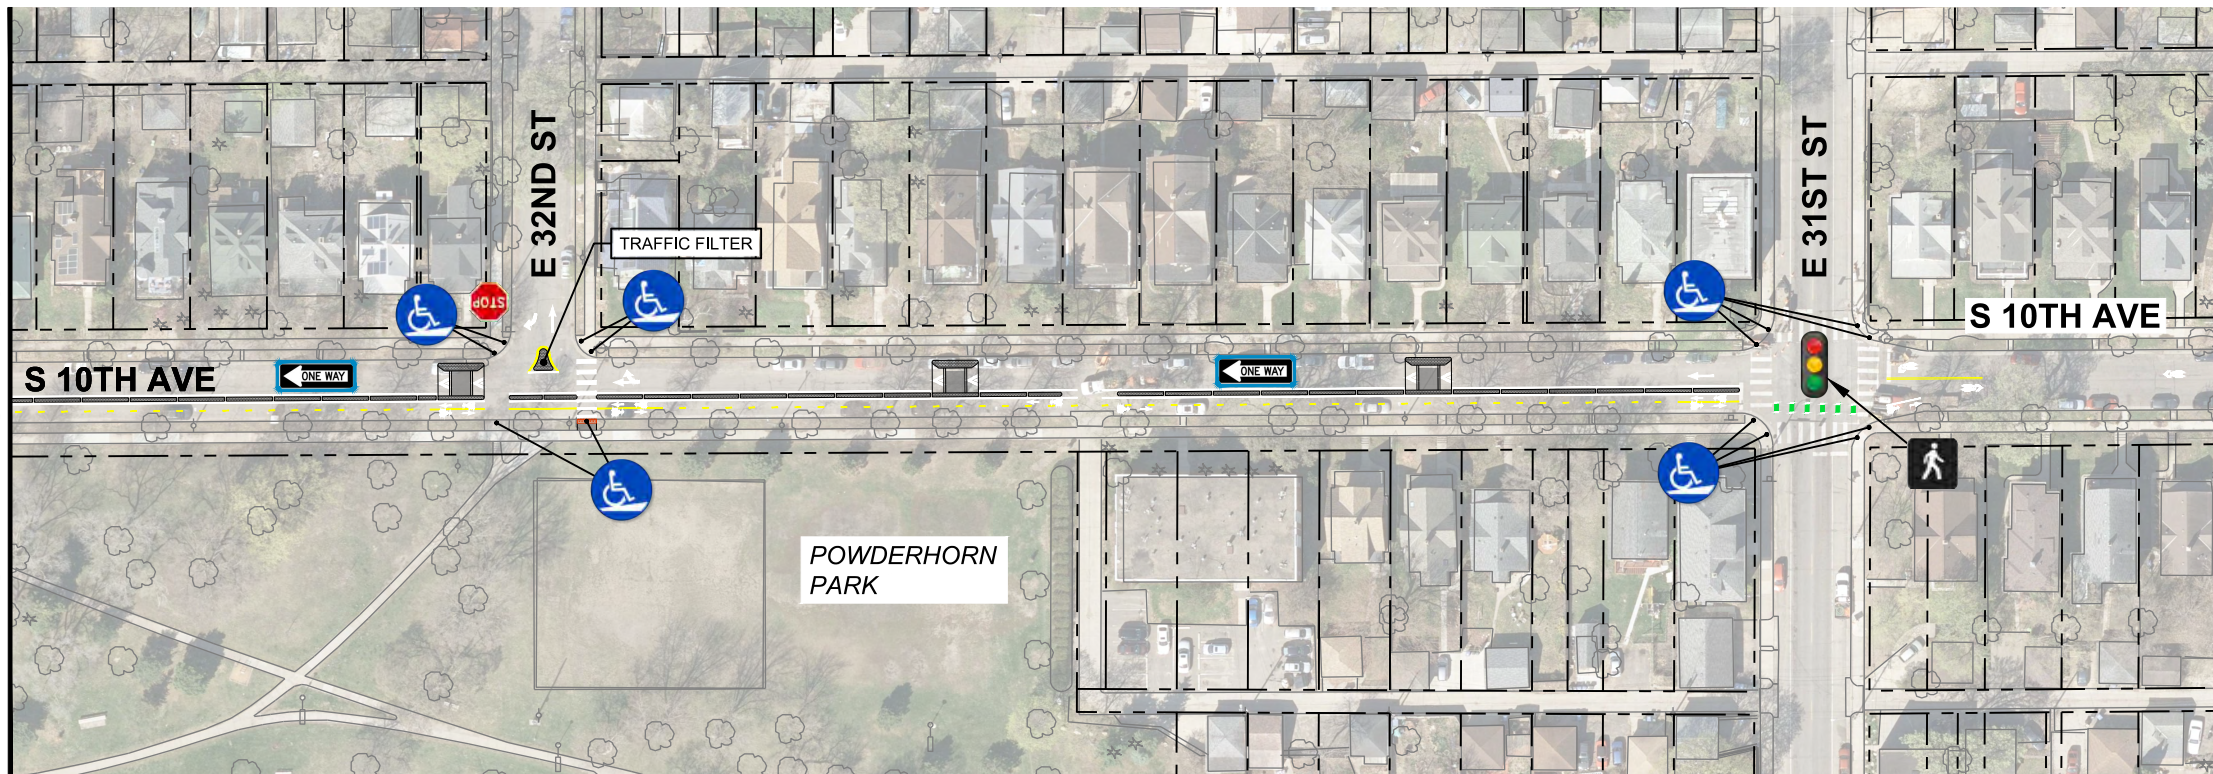 E 32ND ST
E 31ST ST
TRAFFIC FILTER
STOP
S 10TH AVE
ONE WAY
ONE WAY
S 10TH AVE
POWDERHORN
PARK